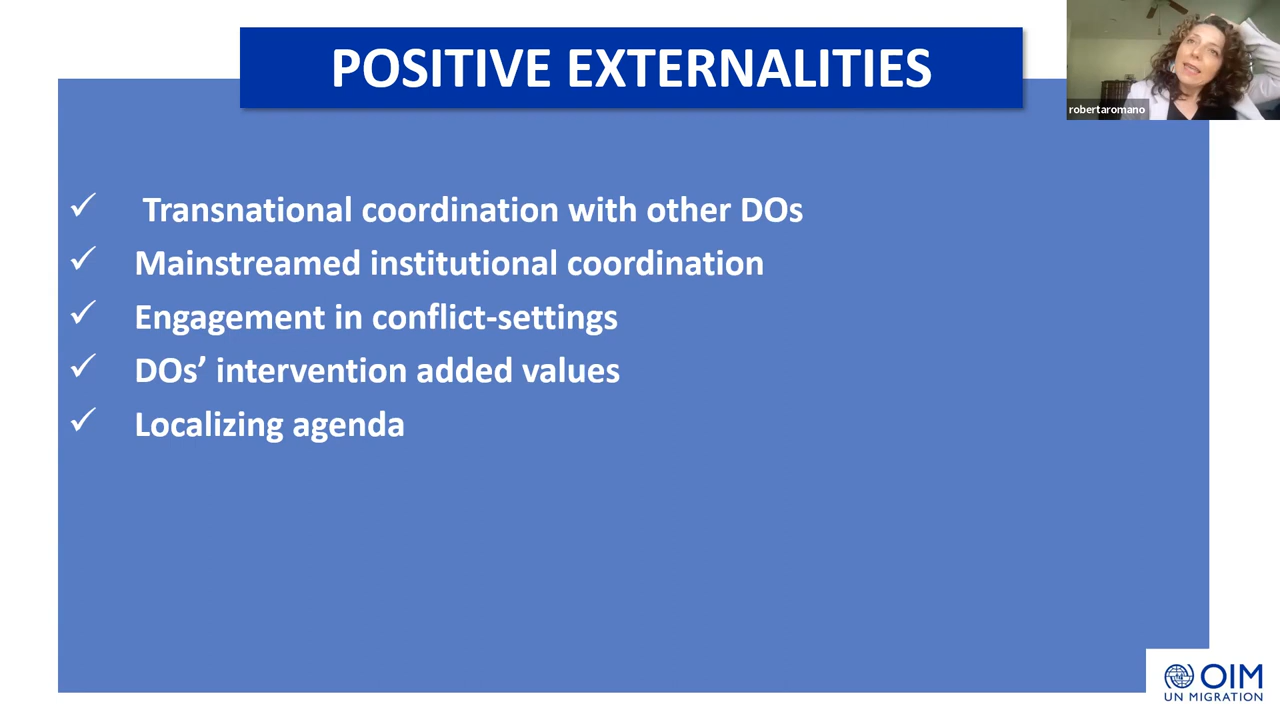 POSITIVE EXTERNALITIES
robertaromano
✓ Transnational coordination with other DOs
✓ Mainstreamed institutional coordination
✓ Engagement in conflict-settings
✓ DOs’ intervention added values
✓ Localizing agenda
OIM
UN MIGRATION